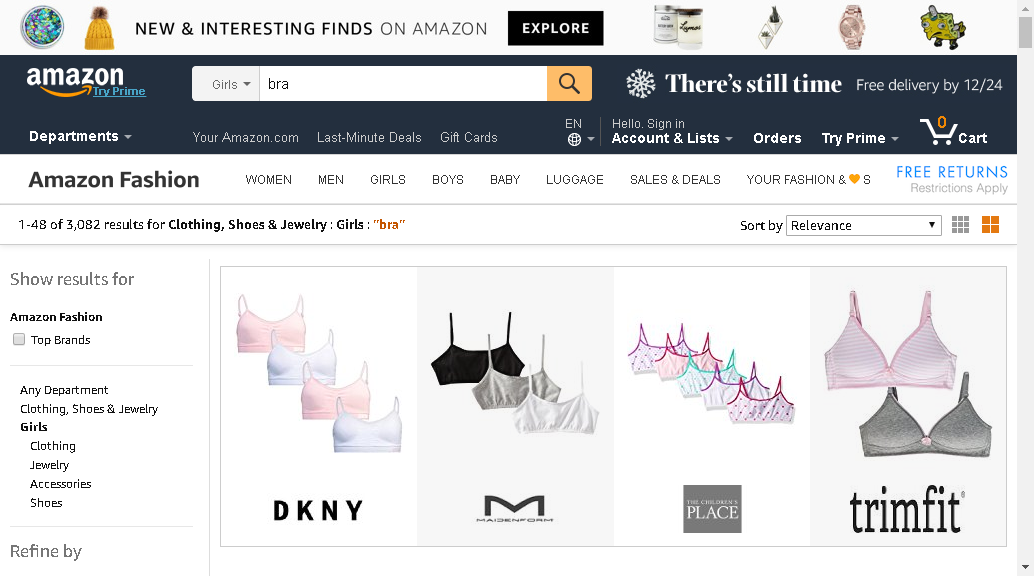 NEW & INTERESTING FINDS ON AMAZON
EXPLORE
amazon
Try Prime
Girls
bra
There's still time
Free delivery by 12/24
Departments
Your Amazon.com
Last-Minute Deals
Gift Cards
EN
Hello. Sign in
Account & Lists
Orders
Try Prime
0
Cart
Amazon Fashion
WOMEN
MEN
GIRLS
BOYS
BABY
LUGGAGE
SALES & DEALS
YOUR FASHION & 🧡 S
FREE RETURNS
Restrictions Apply
1-48 of 3,082 results for Clothing, Shoes & Jewelry : Girls : "bra"
Sort by
Relevance
Show results for
Amazon Fashion
Top Brands
Any Department
Clothing, Shoes & Jewelry
Girls
Clothing
Jewelry
Accessories
Shoes
Refine by
DKNY
MAIDENFORM
THE CHILDREN'S
PLACE
trimfit®